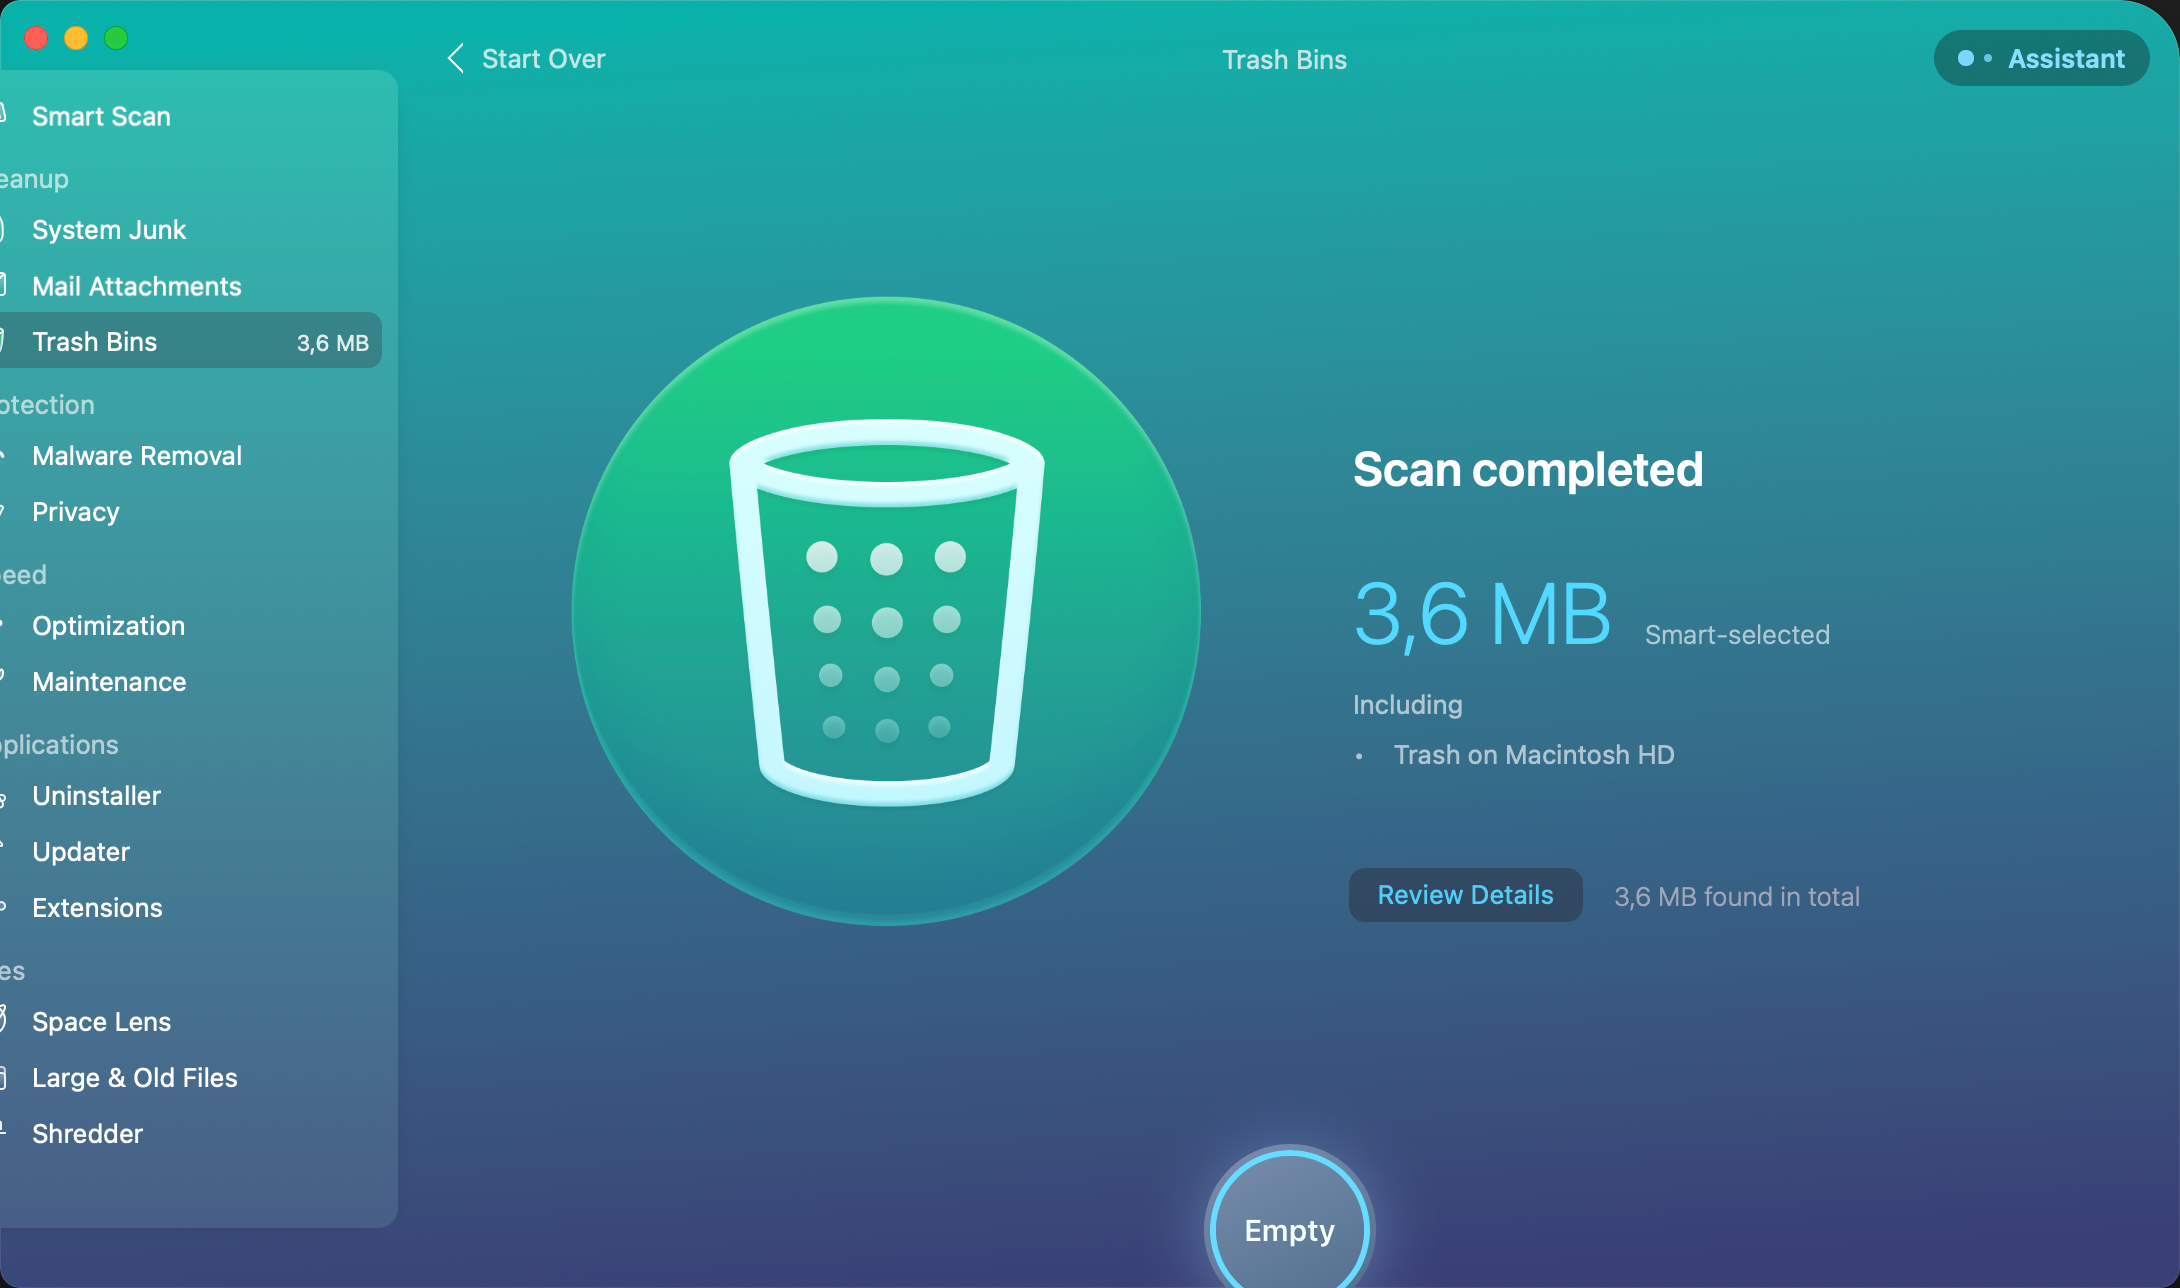 Start Over
Trash Bins
Assistant
Smart Scan
eanup
System Junk
Mail Attachments
Trash Bins 3,6 MB
otection
Malware Removal
Privacy
eed
Optimization
Maintenance
plications
Uninstaller
Updater
Extensions
es
Space Lens
Large & Old Files
Shredder
Scan completed
3,6 MB Smart-selected
Including
• Trash on Macintosh HD
Review Details 3,6 MB found in total
Empty